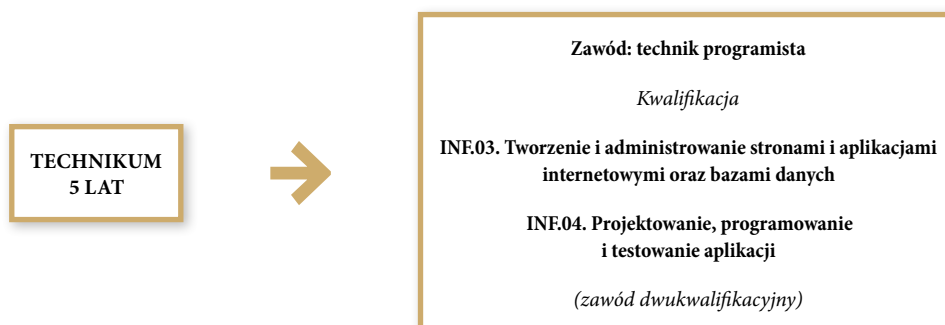 TECHNIKUM
5 LAT
Zawód: technik programista
Kwalifikacja
INF.03. Tworzenie i administrowanie stronami i aplikacjami
internetowymi oraz bazami danych
INF.04. Projektowanie, programowanie
i testowanie aplikacji
(zawód dwukwalifikacyjny)